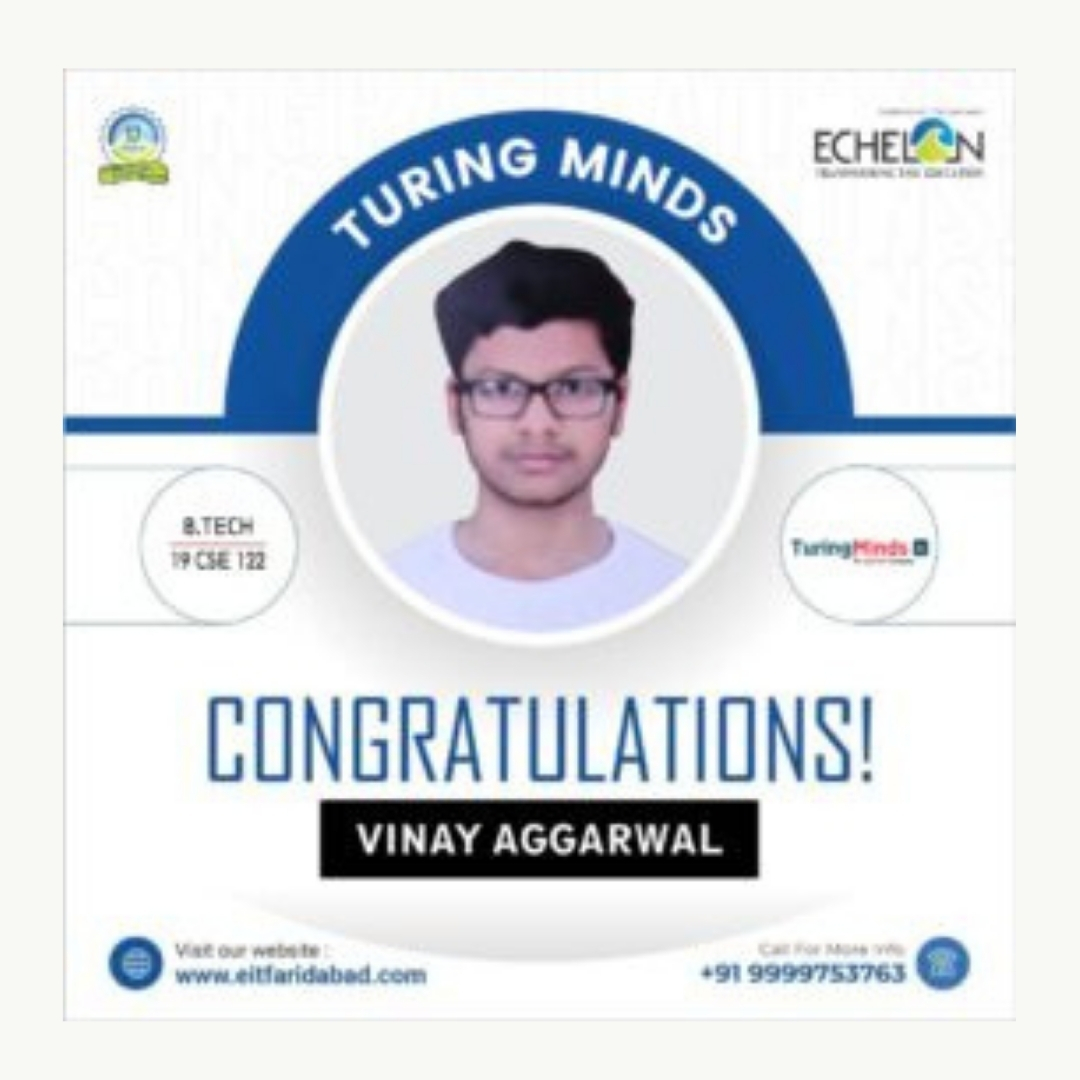 TURING MINDS
ECHELON
B.TECH
19 CSE 122
TuringMinds
CONGRATULATIONS!
VINAY AGGARWAL
Visit our website :
www.eitfaridabad.com
Call For More Info
+91 9999753763